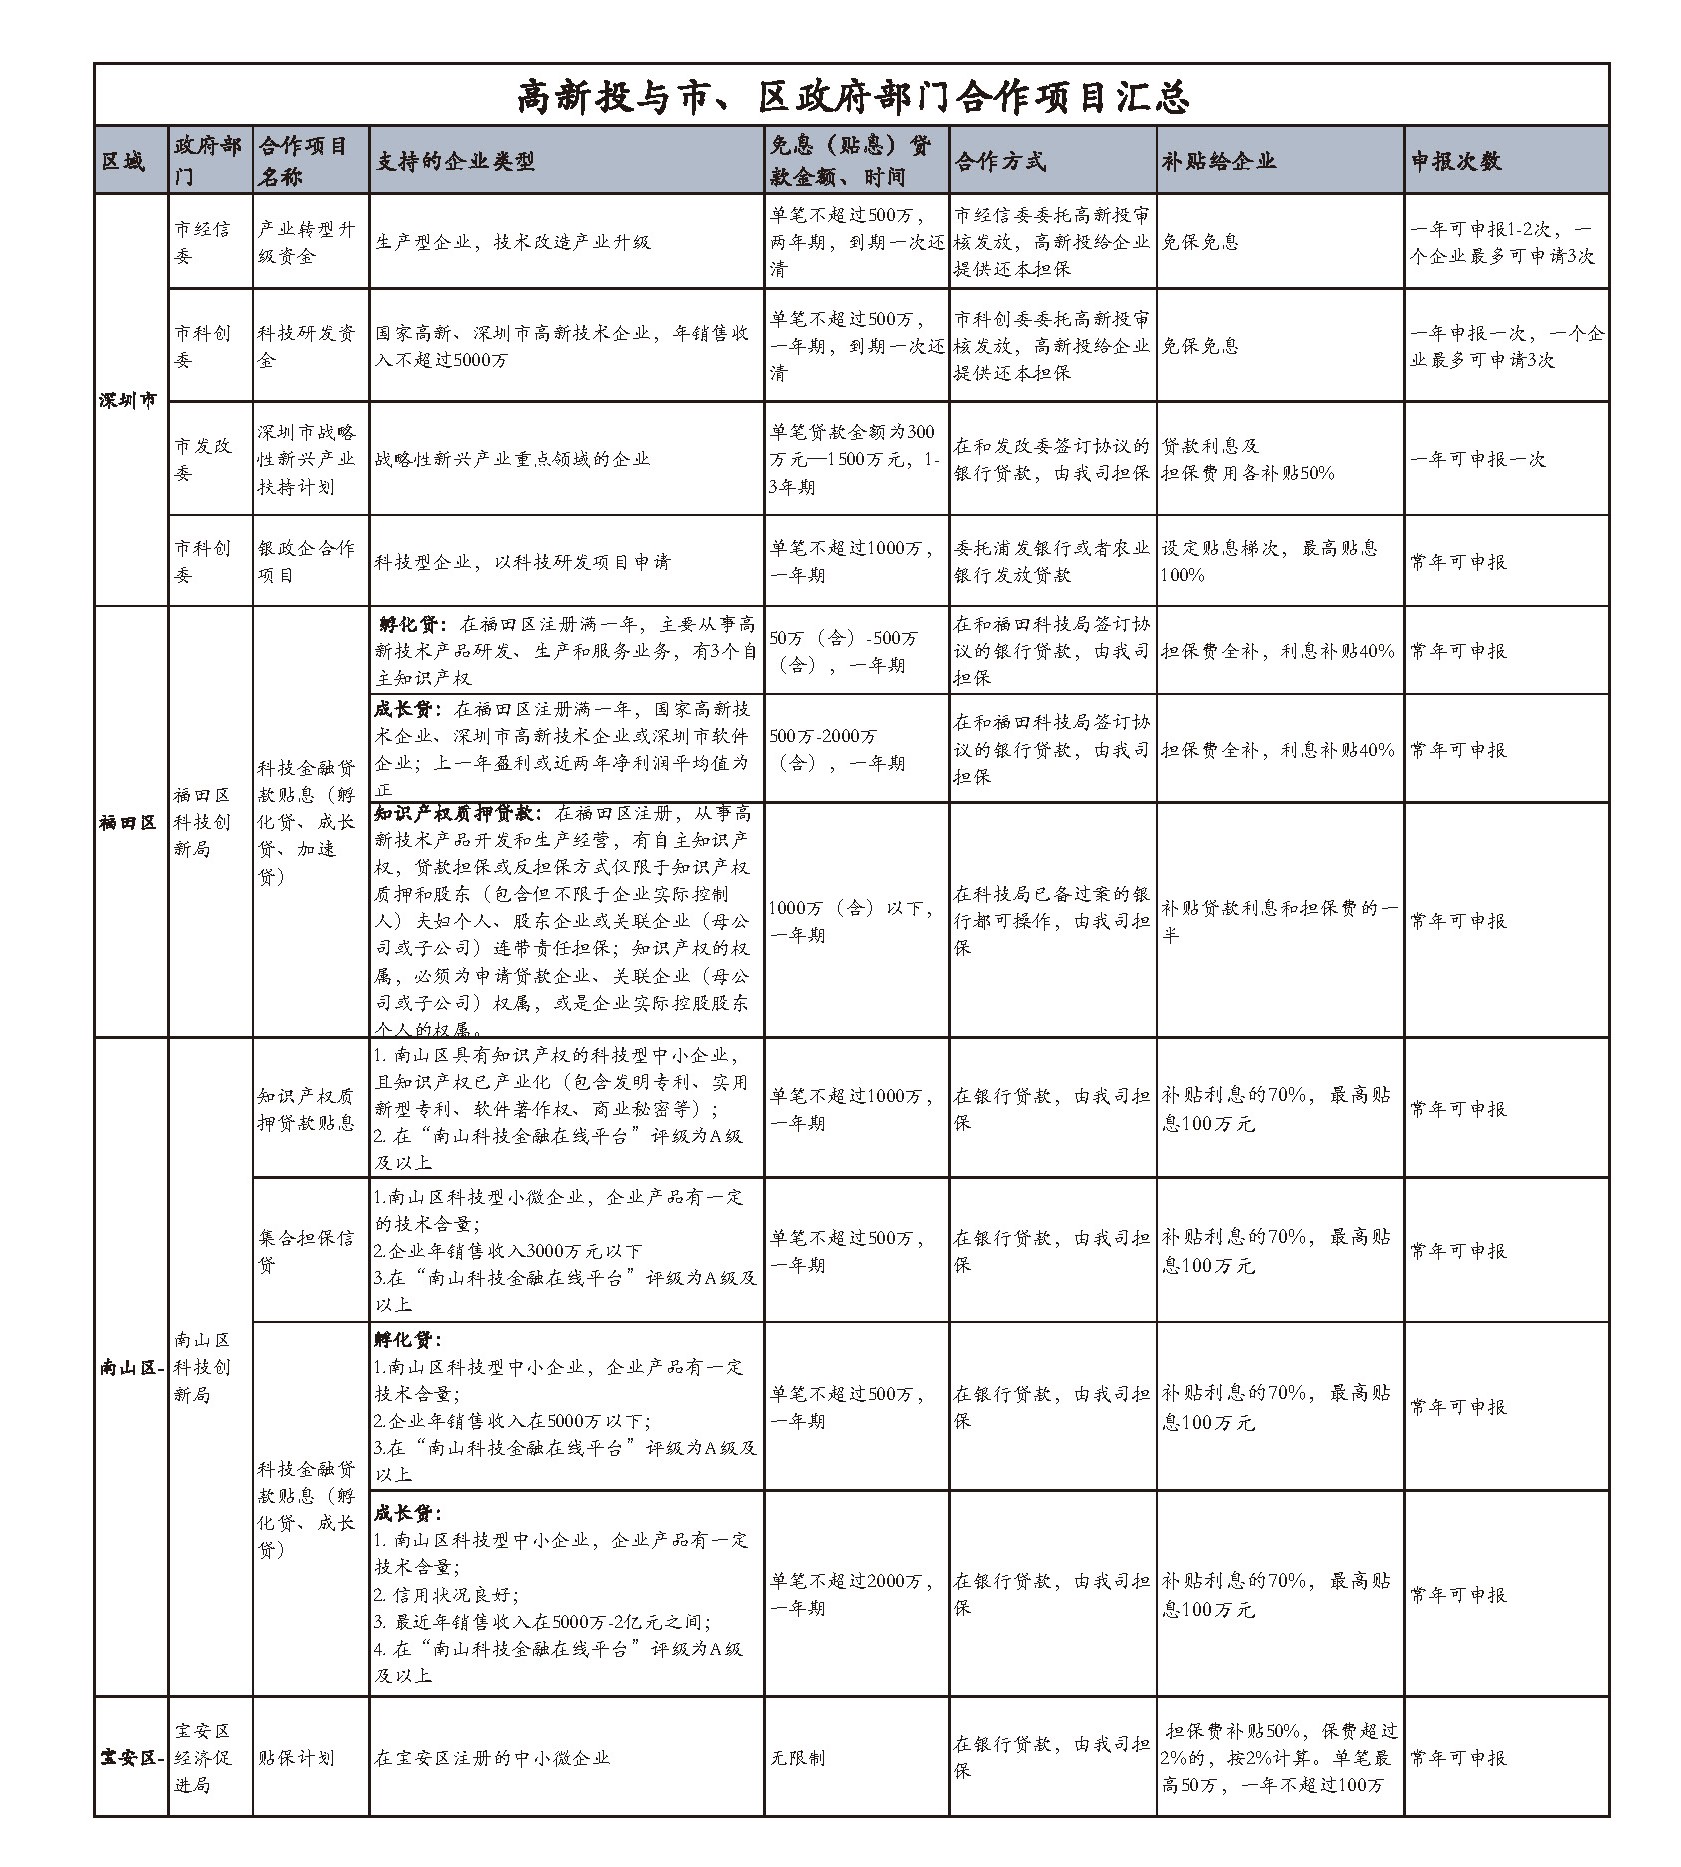 高新投与市、区政府部门合作项目汇总
区域
政府部
门
合作项目
名称
支持的企业类型
免息（贴息）贷
款金额、时间
合作方式
补贴给企业
申报次数
深圳市
市经信
委
产业转型升
级资金
生产型企业，技术改造产业升级
单笔不超过500万，
两年期，到期一次还
清
市经信委委托高新投审
核发放，高新投给企业
提供还本担保
免保免息
一年可申报1-2次，一
个企业最多可申请3次
市科创
委
科技研发资
金
国家高新、深圳市高新技术企业，年销售收
入不超过5000万
单笔不超过500万，
一年期，到期一次还
清
市科创委委托高新投审
核发放，高新投给企业
提供还本担保
免保免息
一年申报一次，一个企
业最多可申请3次
市发改
委
深圳市战略
性新兴产业
扶持计划
战略性新兴产业重点领域的企业
单笔贷款金额为300
万元—1500万元，1-
3年期
在和发改委签订协议的
银行贷款，由我司担保
贷款利息及
担保费用各补贴50%
一年可申报一次
市科创
委
银政企合作
项目
科技型企业，以科技研发项目申请
单笔不超过1000万，
一年期
委托浦发银行或者农业
银行发放贷款
设定贴息梯次，最高贴息
100%
常年可申报
福田区
福田区
科技创
新局
科技金融贷
款贴息（孵
化贷、成长
贷、加速
贷）
孵化贷：在福田区注册满一年，主要从事高
新技术产品研发、生产和服务业务，有3个自
主知识产权
50万（含）-500万
（含），一年期
在和福田科技局签订协
议的银行贷款，由我司
担保
担保费全补，利息补贴40%
常年可申报
成长贷：在福田区注册满一年，国家高新技
术企业、深圳市高新技术企业或深圳市软件
企业；上一年盈利或近两年净利润平均值为
正
500万-2000万
（含），一年期
在和福田科技局签订协
议的银行贷款，由我司
担保
担保费全补，利息补贴40%
常年可申报
知识产权质押贷款：在福田区注册，从事高
新技术产品开发和生产经营，有自主知识产
权，贷款担保或反担保方式仅限于知识产权
质押和股东（包含但不限于企业实际控制
人）夫妇个人、股东企业或关联企业（母公
司或子公司）连带责任担保；知识产权的权
属，必须为申请贷款企业、关联企业（母公
司或子公司）权属，或是企业实际控股股东
个人的权属。
1000万（含）以下，
一年期
在科技局已备过案的银
行都可操作，由我司担
保
补贴贷款利息和担保费的一
半
常年可申报
南山区-
南山区
科技创
新局
知识产权质
押贷款贴息
1. 南山区具有知识产权的科技型中小企业，
且知识产权已产业化（包含发明专利、实用
新型专利、软件著作权、商业秘密等）；
2. 在“南山科技金融在线平台”评级为A级
及以上
单笔不超过1000万，
一年期
在银行贷款，由我司担
保
补贴利息的70%，最高贴
息100万元
常年可申报
集合担保信
贷
1.南山区科技型小微企业，企业产品有一定
的技术含量；
2.企业年销售收入3000万元以下
3.在“南山科技金融在线平台”评级为A级及
以上
单笔不超过500万，
一年期
在银行贷款，由我司担
保
补贴利息的70%，最高贴
息100万元
常年可申报
科技金融贷
款贴息（孵
化贷、成长
贷）
孵化贷：
1.南山区科技型中小企业，企业产品有一定
技术含量；
2.企业年销售收入在5000万以下；
3.在“南山科技金融在线平台”评级为A级及
以上
单笔不超过500万，
一年期
在银行贷款，由我司担
保
补贴利息的70%，最高贴
息100万元
常年可申报
成长贷：
1. 南山区科技型中小企业，企业产品有一定
技术含量；
2. 信用状况良好；
3. 最近年销售收入在5000万-2亿元之间；
4. 在“南山科技金融在线平台”评级为A级
及以上
单笔不超过2000万，
一年期
在银行贷款，由我司担
保
补贴利息的70%，最高贴
息100万元
常年可申报
宝安区-
宝安区
经济促
进局
贴保计划
在宝安区注册的中小微企业
无限制
在银行贷款，由我司担
保
担保费补贴50%，保费超过
2%的，按2%计算。单笔最
高50万，一年不超过100万
常年可申报